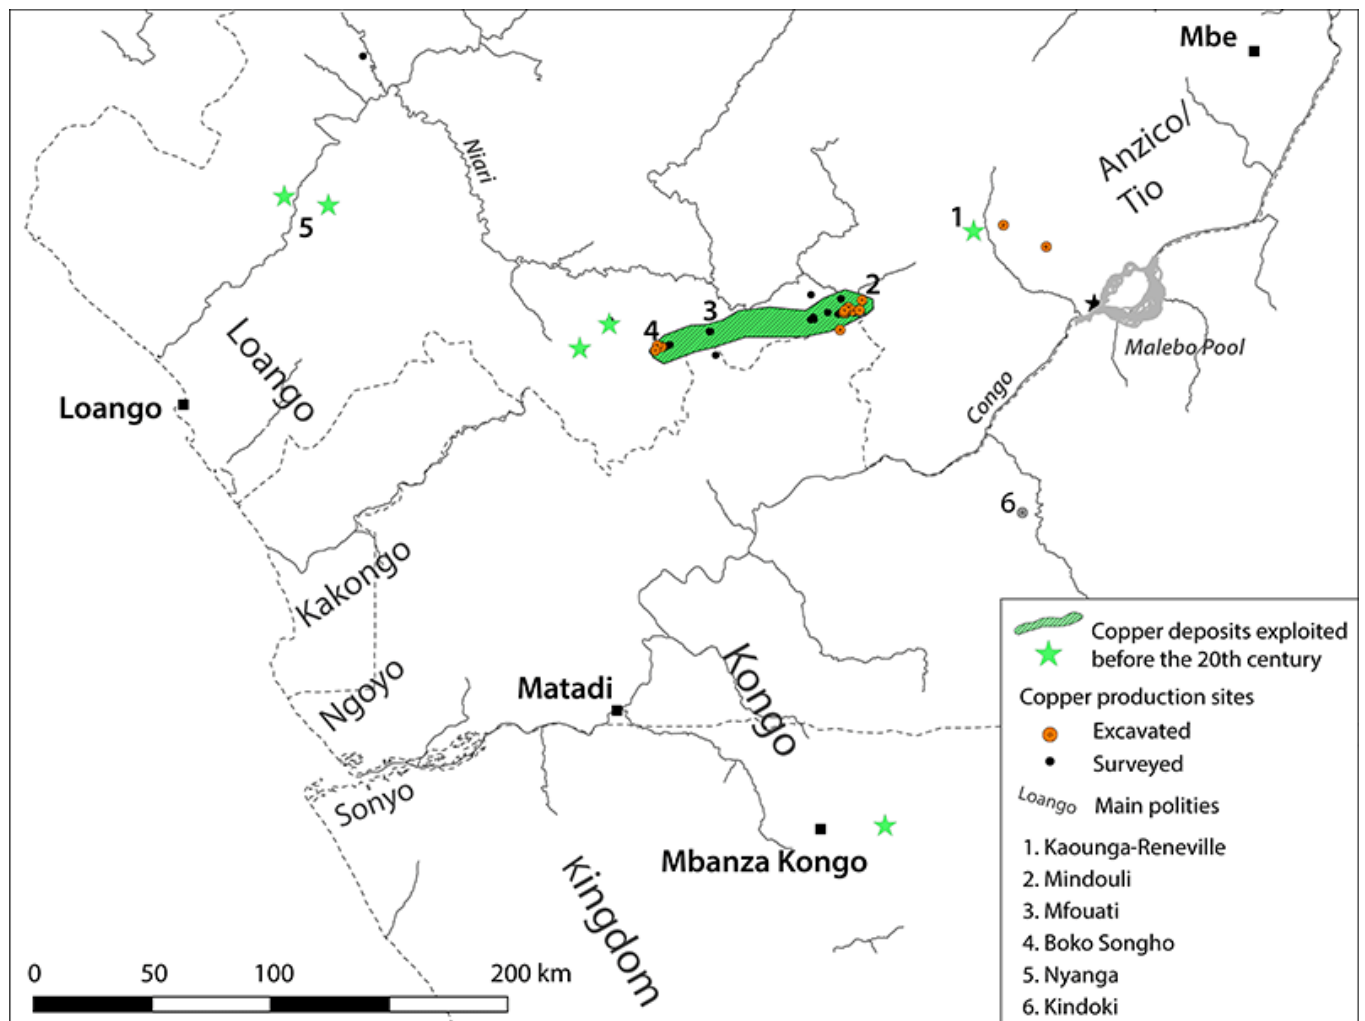 Mbe
Anzico/
Tio
Niari
1
5
2
3
4
Malebo Pool
Loango
Loango
Congo
6
Kakongo
Ngoyo
Matadi
Kongo
Sonyo
Mbanza Kongo
Kingdom
0 50 100 200 km
Copper deposits exploited
before the 20th century
Copper production sites
Excavated
Surveyed
Loango Main polities
1. Kaounga-Reneville
2. Mindouli
3. Mfouati
4. Boko Songho
5. Nyanga
6. Kindoki